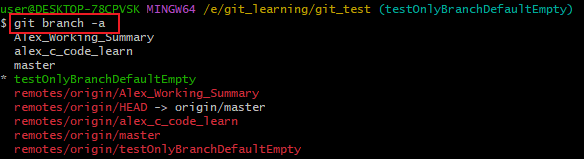 user@DESKTOP-Z8CPVSK MINGW64 /e/git_learning/git_test (testOnlyBranchDefaultEmpty)
$ git branch -a
Alex_Working_Summary
alex_c_code_learn
master
* testOnlyBranchDefaultEmpty
remotes/origin/Alex_Working_Summary
remotes/origin/HEAD -> origin/master
remotes/origin/alex_c_code_learn
remotes/origin/master
remotes/origin/testOnlyBranchDefaultEmpty